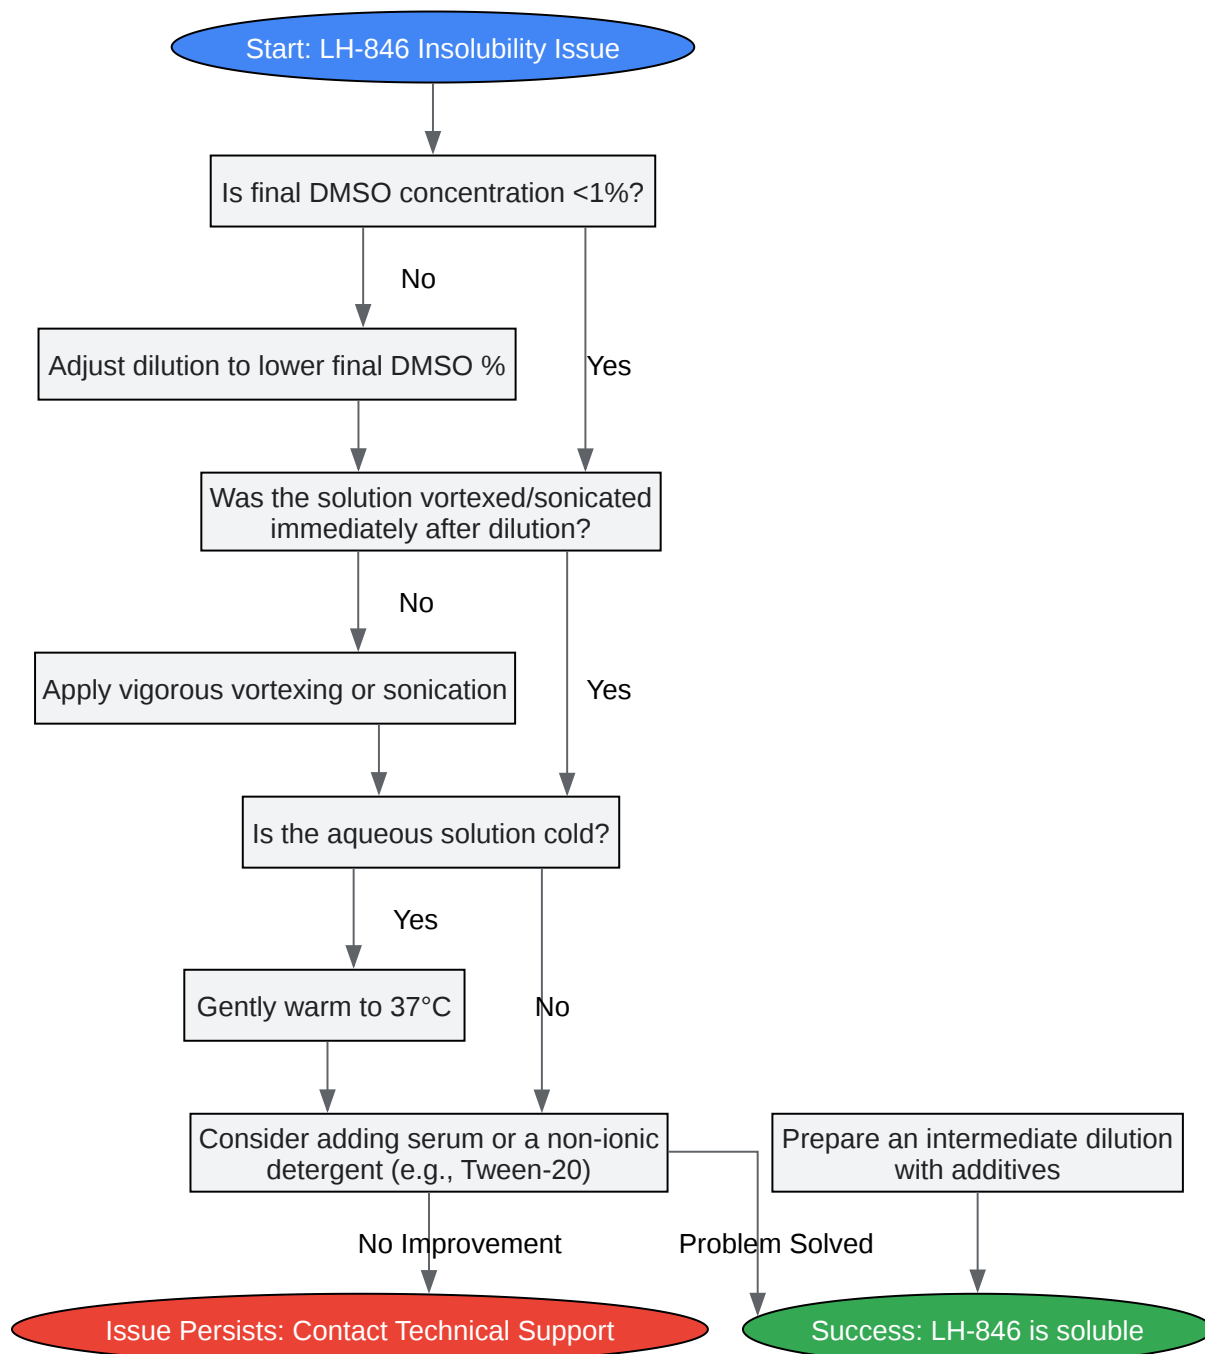 Start: LH-846 Insolubility Issue
Is final DMSO concentration <1%?
No
Adjust dilution to lower final DMSO %
Yes
Was the solution vortexed/sonicated
immediately after dilution?
No
Apply vigorous vortexing or sonication
Yes
Is the aqueous solution cold?
Yes
Gently warm to 37°C
No
Consider adding serum or a non-ionic
detergent (e.g., Tween-20)
Prepare an intermediate dilution
with additives
No Improvement
Problem Solved
Issue Persists: Contact Technical Support
Success: LH-846 is soluble